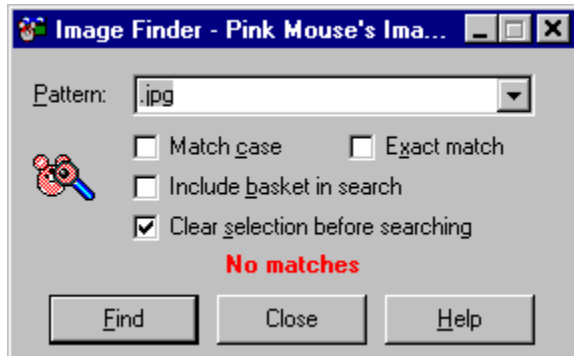 Image Finder - Pink Mouse's Ima...
Pattern: .jpg
Match case Exact match
Include basket in search
Clear selection before searching
No matches
Find Close Help